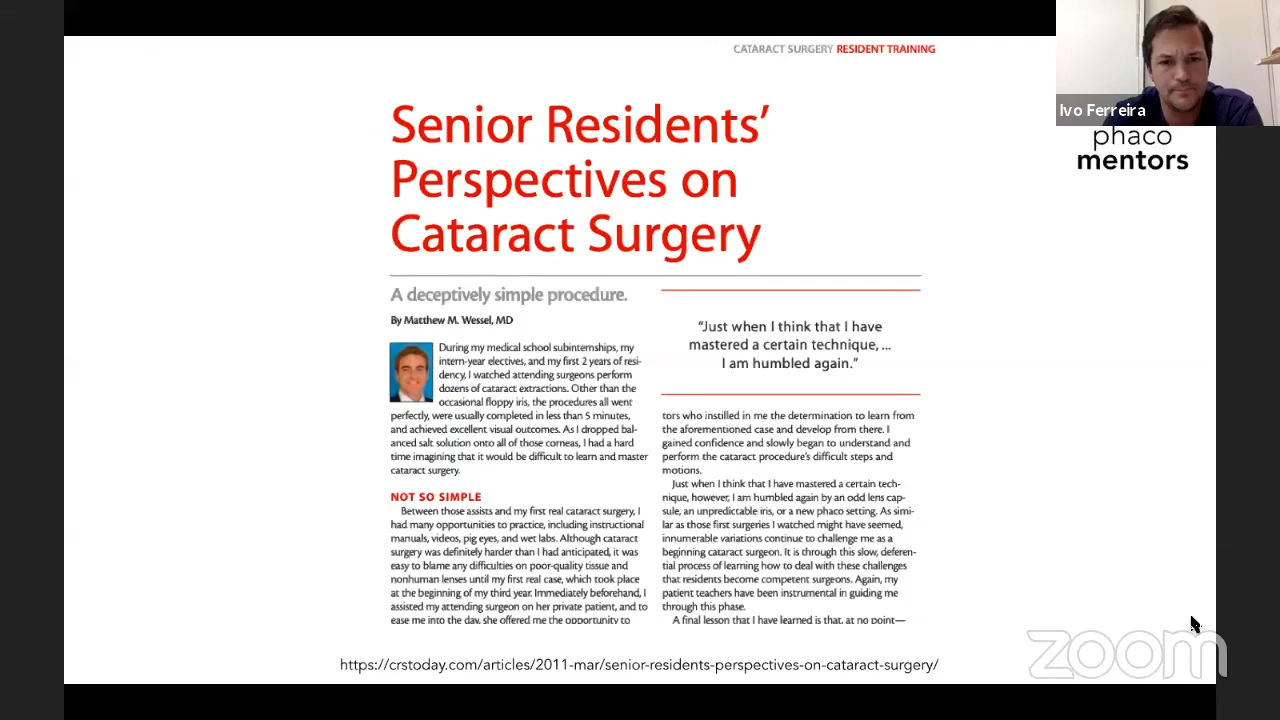 CATARACT SURGERY RESIDENT TRAINING
Ivo Ferreira
phaco
mentors
Senior Residents’
Perspectives on
Cataract Surgery
A deceptively simple procedure.
By Matthew M. Wessel, MD
During my medical school subinternships, my
intern-year electives, and my first 2 years of resi-
dency, I watched attending surgeons perform
dozens of cataract extractions. Other than the
occasional floppy iris, the procedures all went
perfectly, were usually completed in less than 5 minutes,
and achieved excellent visual outcomes. As I dropped bal-
anced salt solution onto all of those corneas, I had a hard
time imagining that it would be difficult to learn and master
cataract surgery.
NOT SO SIMPLE
Between those assists and my first real cataract surgery, I
had many opportunities to practice, including instructional
manuals, videos, pig eyes, and wet labs. Although cataract
surgery was definitely harder than I had anticipated, it was
easy to blame any difficulties on poor-quality tissue and
nonhuman lenses until my first real case, which took place
at the beginning of my third year. Immediately beforehand, I
assisted my attending surgeon on her private patient, and to
ease me into the day, she offered me the opportunity to
“Just when I think that I have
mastered a certain technique, ...
I am humbled again.”
tors who instilled in me the determination to learn from
the aforementioned case and develop from there. I
gained confidence and slowly began to understand and
perform the cataract procedure’s difficult steps and
motions.
Just when I think that I have mastered a certain tech-
nique, however, I am humbled again by an odd lens cap-
sule, an unpredictable iris, or a new phaco setting. As simi-
lar as those first surgeries I watched might have seemed,
innumerable variations continue to challenge me as a
beginning cataract surgeon. It is through this slow, deferen-
tial process of learning how to deal with these challenges
that residents become competent surgeons. Again, my
patient teachers have been instrumental in guiding me
through this phase.
A final lesson that I have learned is that, at no point—
https://crstoday.com/articles/2011-mar/senior-residents-perspectives-on-cataract-surgery/
zoom